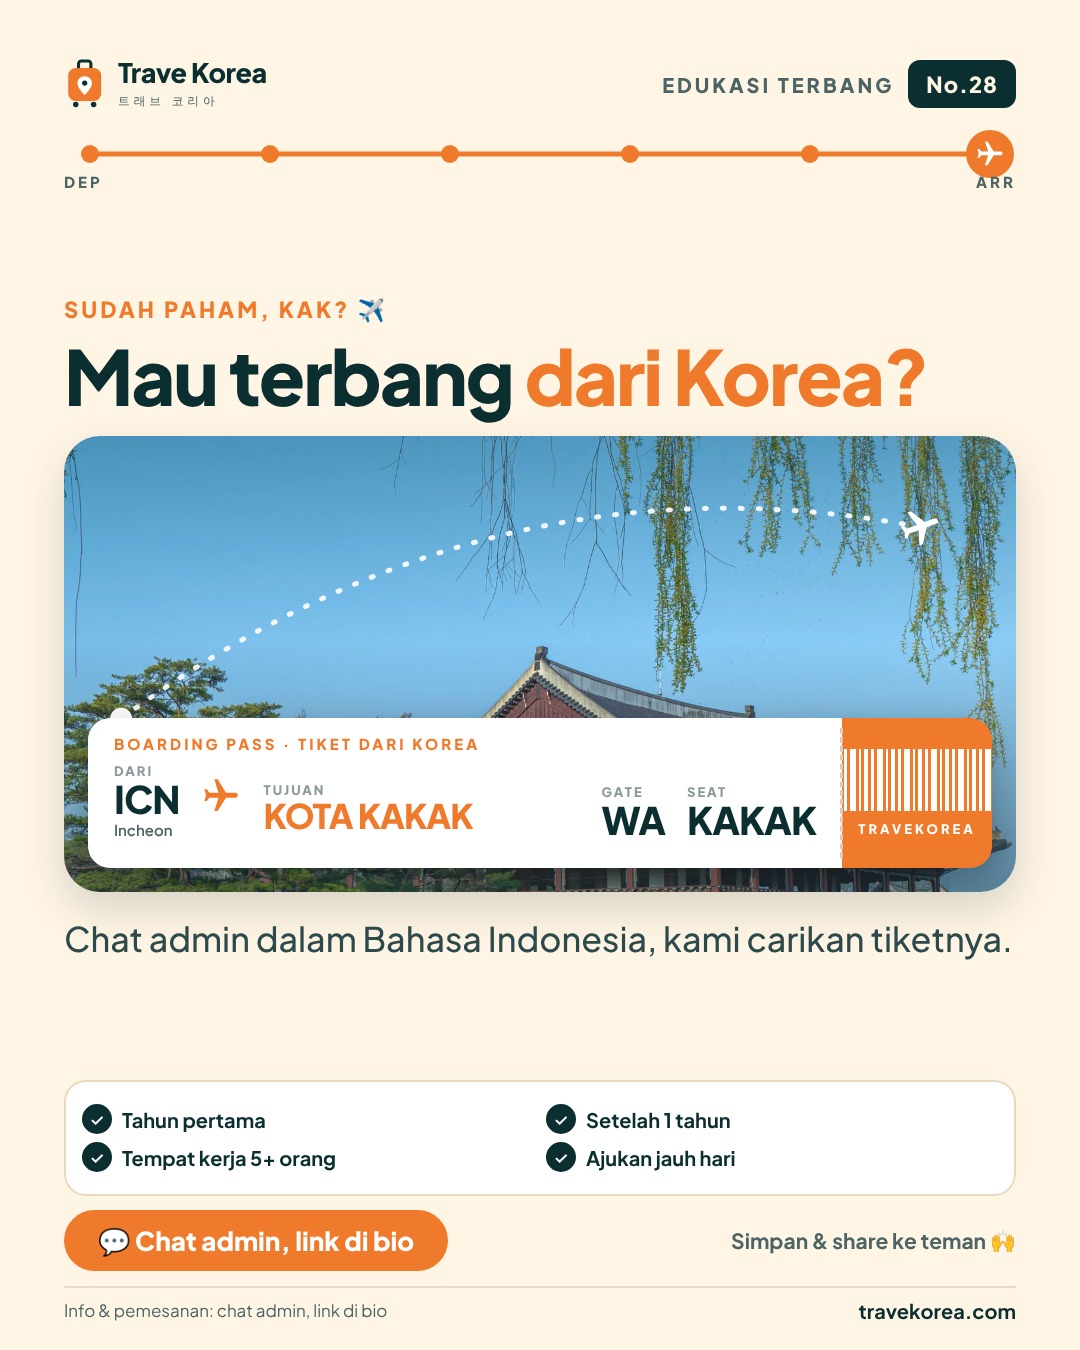 Trave Korea
트래브 코리아
EDUKASI TERBANG
No.28
DEP
ARR
SUDAH PAHAM, KAK? ✈️
Mau terbang dari Korea?
BOARDING PASS · TIKET DARI KOREA
DARI
ICN
Incheon
TUJUAN
KOTA KAKAK
GATE
WA
SEAT
KAKAK
TRAVEKOREA
Chat admin dalam Bahasa Indonesia, kami carikan tiketnya.
Tahun pertama
Setelah 1 tahun
Tempat kerja 5+ orang
Ajukan jauh hari
💬 Chat admin, link di bio
Simpan & share ke teman 🙌
Info & pemesanan: chat admin, link di bio
travekorea.com